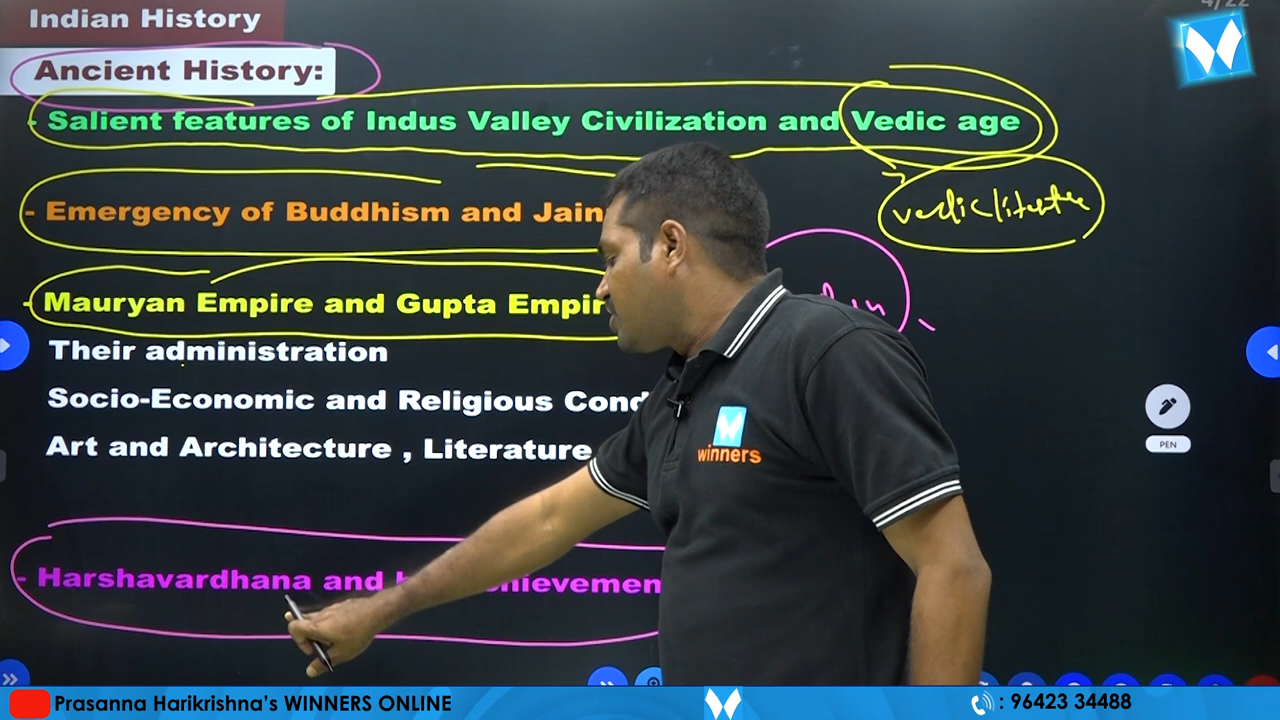 4/22
Indian History
Ancient History:
- Salient features of Indus Valley Civilization and Vedic age
- Emergency of Buddhism and Jain
- Mauryan Empire and Gupta Empir
Their administration
Socio-Economic and Religious Cond
Art and Architecture , Literature
- Harshavardhana and
PEN
winners
Prasanna Harikrishna's WINNERS ONLINE
: 96423 34488